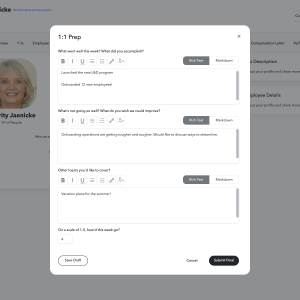 1:1 Prep
What went well this week? What did you accomplish?
B I U
Rich Text Markdown
Launched the new L&D program
Onboarded 12 new employees!
What's not going so well? What do you wish we could improve?
B I U
Rich Text Markdown
Onboarding operations are getting tougher and tougher. Would like to discuss ways to streamline.
Other topics you'd like to cover?
B I U
Rich Text Markdown
Vacation plans for the summer!
On a scale of 1-5, how'd this week go?
4
Save Draft Cancel Submit Final
Employee
Compensation Letter
rity Jaenicke
VP of People